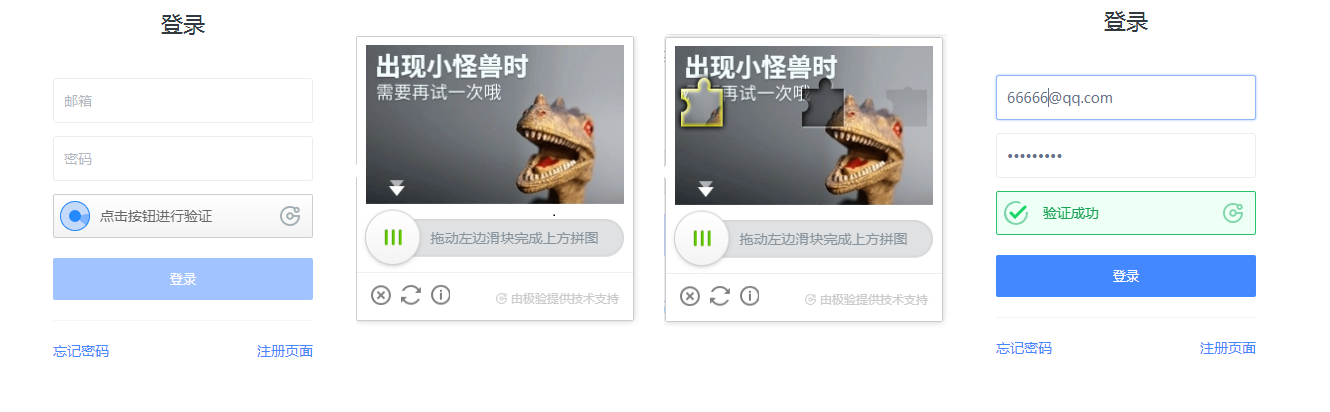 登录
邮箱
密码
点击按钮进行验证
登录
忘记密码
注册页面
出现小怪兽时
需要再试一次哦
拖动左边滑块完成上方拼图
由极验提供技术支持
出现小怪兽时
再试一次哦
拖动左边滑块完成上方拼图
由极验提供技术支持
登录
66666@qq.com
•••••••••
验证成功
登录
忘记密码
注册页面